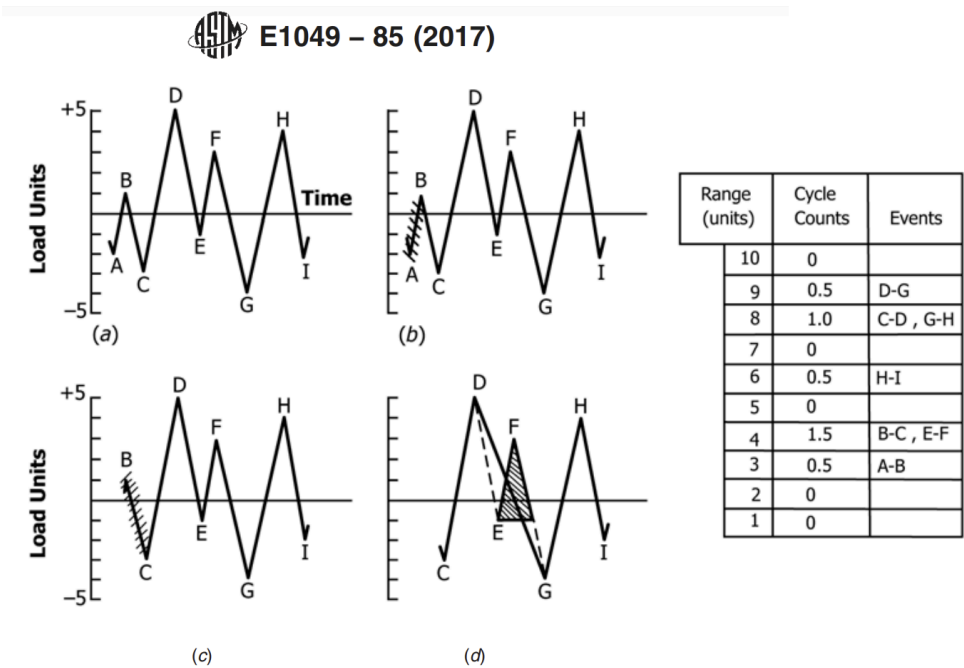 ASTM E1049 – 85 (2017)
+5
Load Units
–5
D
H
F
B
Time
A
E
C
I
G
(a)
D
H
F
B
A
E
C
I
G
(b)
+5
Load Units
–5
D
H
F
B
E
C
I
G
(c)
D
H
F
E
C
I
G
(d)
Range (units) Cycle Counts Events
10 0
9 0.5 D-G
8 1.0 C-D , G-H
7 0
6 0.5 H-I
5 0
4 1.5 B-C , E-F
3 0.5 A-B
2 0
1 0